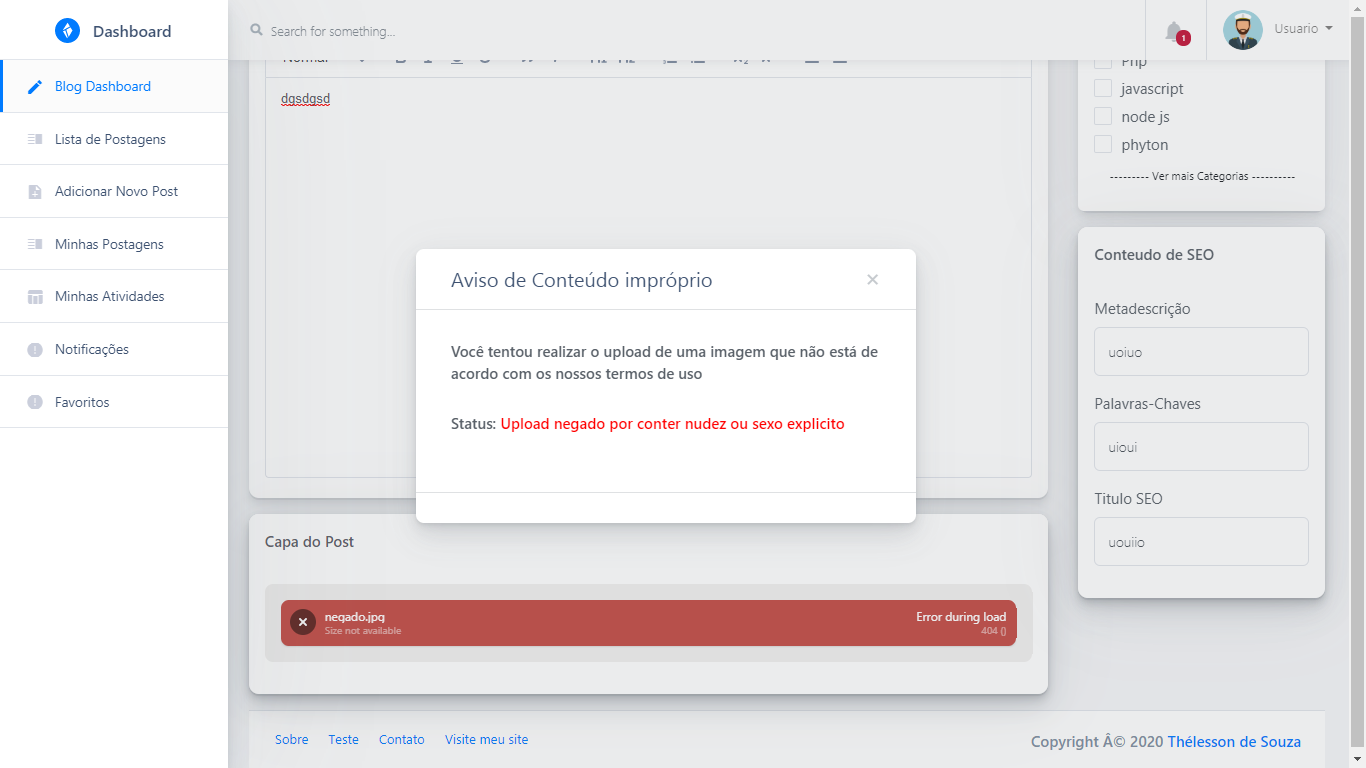 Dashboard
Search for something...
1
Usuario
Blog Dashboard
Lista de Postagens
Adicionar Novo Post
Minhas Postagens
Minhas Atividades
Notificações
Favoritos
Normal
dgsdgsd
Php
javascript
node js
phyton
--------- Ver mais Categorias ----------
Aviso de Conteúdo impróprio
×
Você tentou realizar o upload de uma imagem que não está de
acordo com os nossos termos de uso
Status: Upload negado por conter nudez ou sexo explicito
Conteudo de SEO
Metadescrição
uoiuo
Palavras-Chaves
uioui
Titulo SEO
uouiio
Capa do Post
negado.jpg
Size not available
Error during load
404 ()
Sobre
Teste
Contato
Visite meu site
Copyright Â© 2020 Thélesson de Souza